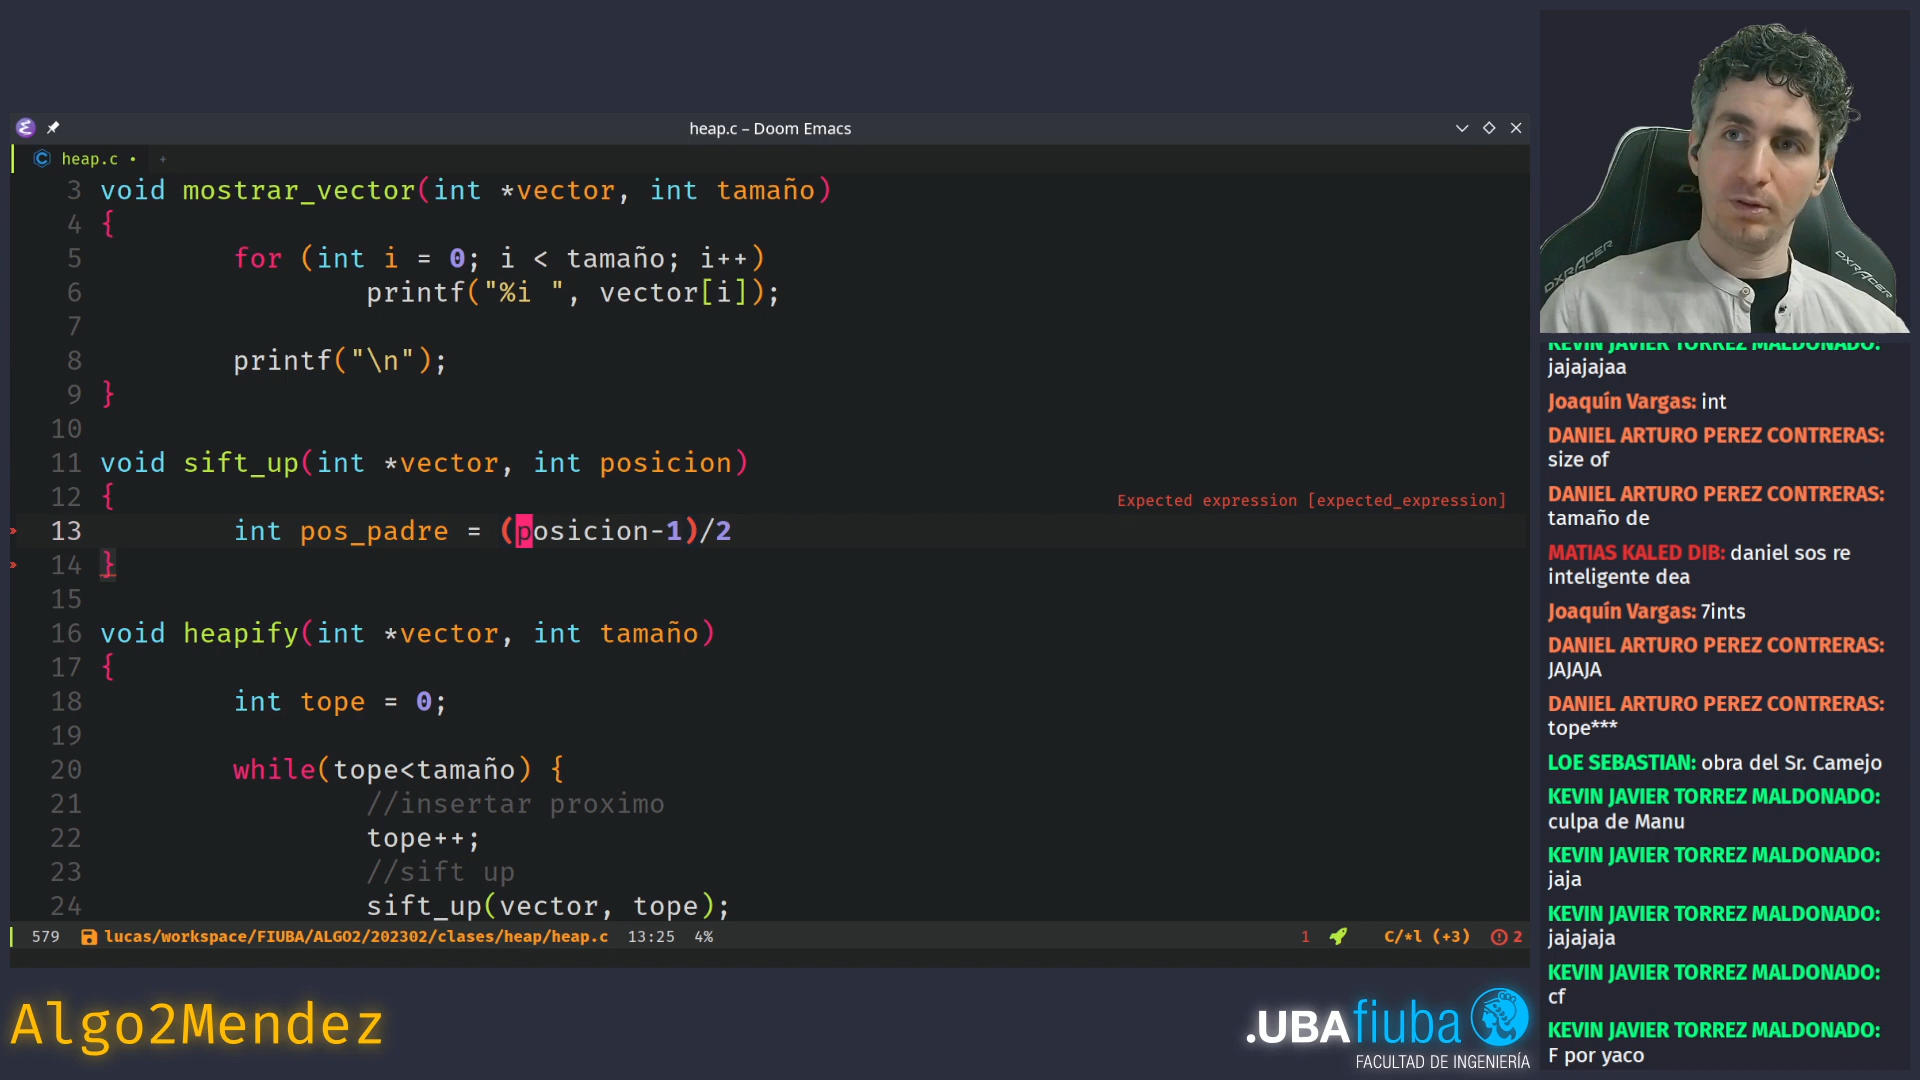 heap.c – Doom Emacs
heap.c • +
3 void mostrar_vector(int *vector, int tamaño)
4 {
5 for (int i = 0; i < tamaño; i++)
6 printf("%i ", vector[i]);
7
8 printf("\n");
9 }
10
11 void sift_up(int *vector, int posicion)
12 {
Expected expression [expected_expression]
13 int pos_padre = (posicion-1)/2
14 }
15
16 void heapify(int *vector, int tamaño)
17 {
18 int tope = 0;
19
20 while(tope<tamaño) {
21 //insertar proximo
22 tope++;
23 //sift up
24 sift_up(vector, tope);
579 lucas/workspace/FIUBA/ALGO2/202302/clases/heap/heap.c 13:25 4% 1 C/*l (+3) 2
Algo2Mendez
.UBAfiuba
FACULTAD DE INGENIERÍA
DXRACER
DXRACER
KEVIN JAVIER TORREZ MALDONADO:
jajajajaa
Joaquín Vargas: int
DANIEL ARTURO PEREZ CONTRERAS:
size of
DANIEL ARTURO PEREZ CONTRERAS:
tamaño de
MATIAS KALED DIB: daniel sos re
inteligente dea
Joaquín Vargas: 7ints
DANIEL ARTURO PEREZ CONTRERAS:
JAJAJA
DANIEL ARTURO PEREZ CONTRERAS:
tope***
LOE SEBASTIAN: obra del Sr. Camejo
KEVIN JAVIER TORREZ MALDONADO:
culpa de Manu
KEVIN JAVIER TORREZ MALDONADO:
jaja
KEVIN JAVIER TORREZ MALDONADO:
jajajaja
KEVIN JAVIER TORREZ MALDONADO:
cf
KEVIN JAVIER TORREZ MALDONADO:
F por yaco